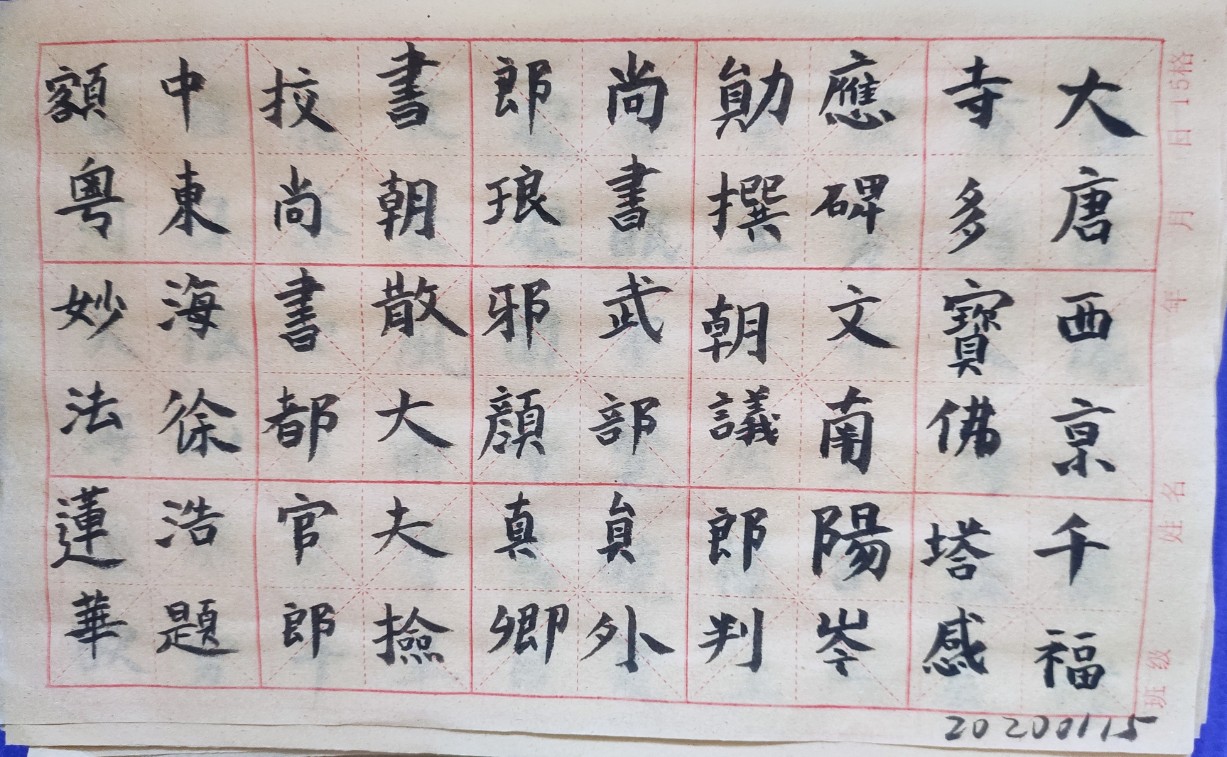 大唐西京千福
寺多寶佛塔感
應碑文南陽岑
勛撰朝議郎判
尚書武部員外
郎琅邪顔真卿
書朝散大夫撿
挍尚書都官郎
中東海徐浩題
額粤妙法蓮華
15格
日
月
年
姓名
班级
20200115